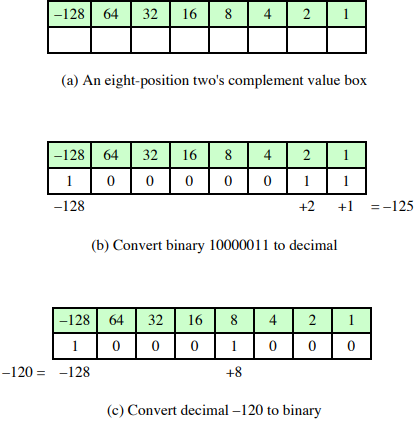 –128 64 32 16 8 4 2 1
(a) An eight-position two's complement value box
–128 64 32 16 8 4 2 1
1 0 0 0 0 0 1 1
–128 +2 +1 = –125
(b) Convert binary 10000011 to decimal
–128 64 32 16 8 4 2 1
1 0 0 0 1 0 0 0
–120 = –128 +8
(c) Convert decimal –120 to binary